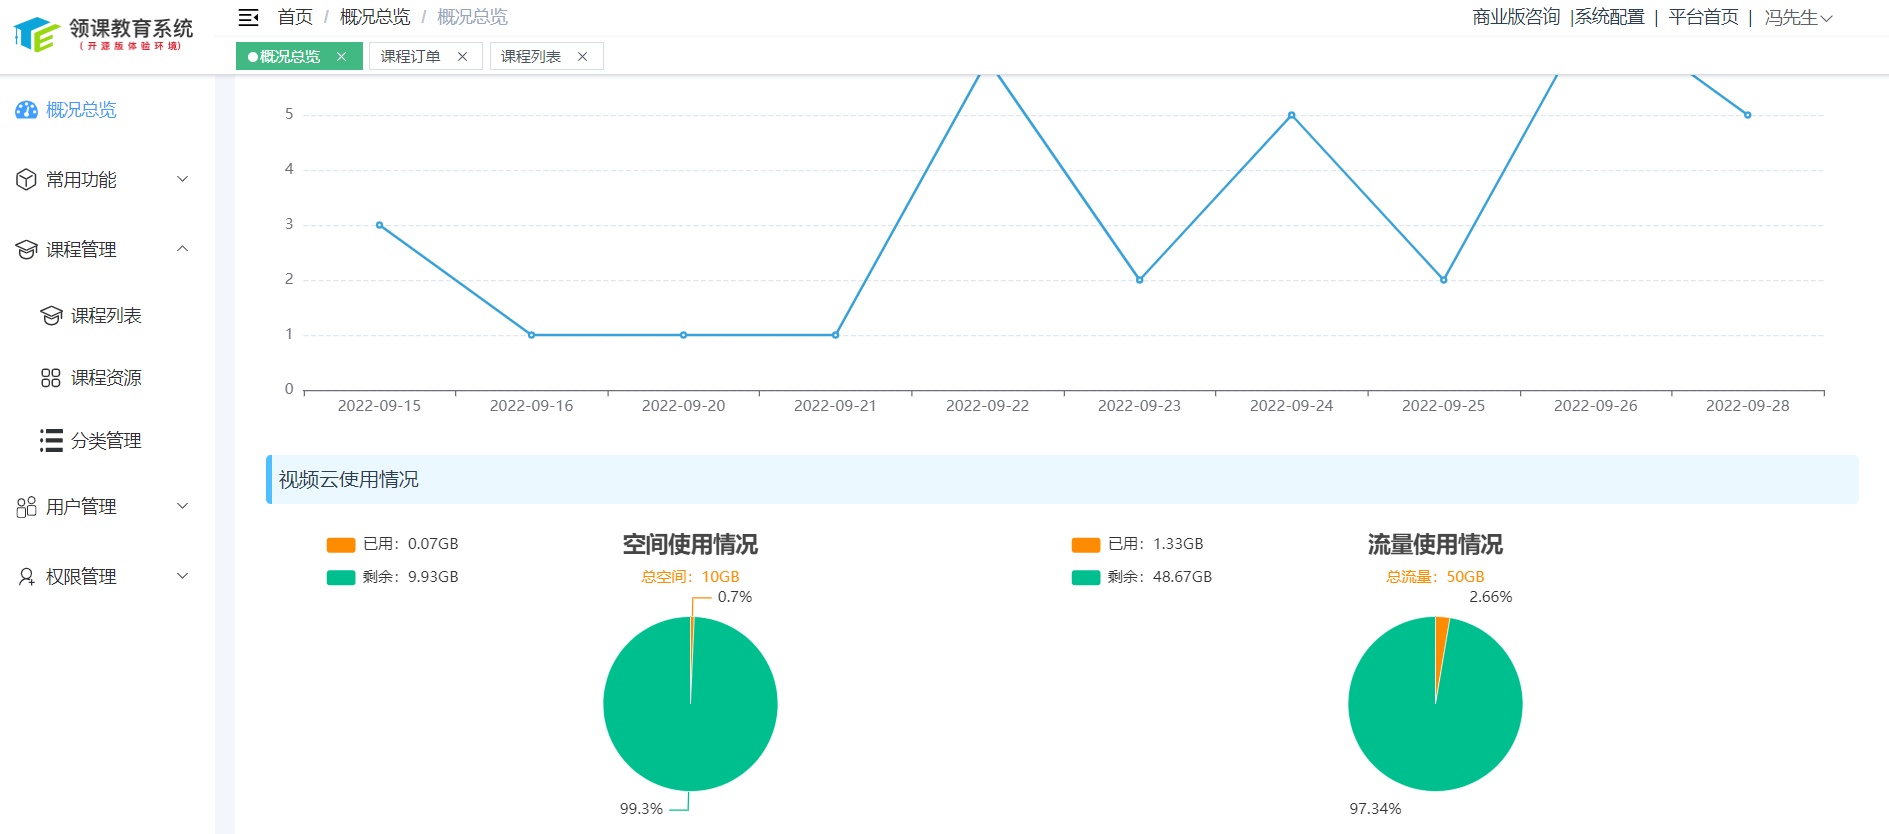 领课教育系统
(开源版体验环境)
首页 / 概况总览 / 概况总览
商业版咨询 |系统配置 | 平台首页 | 冯先生
概况总览
课程订单
课程列表
概况总览
常用功能
课程管理
课程列表
课程资源
分类管理
用户管理
权限管理
5
4
3
2
1
0
2022-09-15
2022-09-16
2022-09-20
2022-09-21
2022-09-22
2022-09-23
2022-09-24
2022-09-25
2022-09-26
2022-09-28
视频云使用情况
已用：0.07GB
剩余：9.93GB
空间使用情况
总空间：10GB
0.7%
99.3%
已用：1.33GB
剩余：48.67GB
流量使用情况
总流量：50GB
2.66%
97.34%